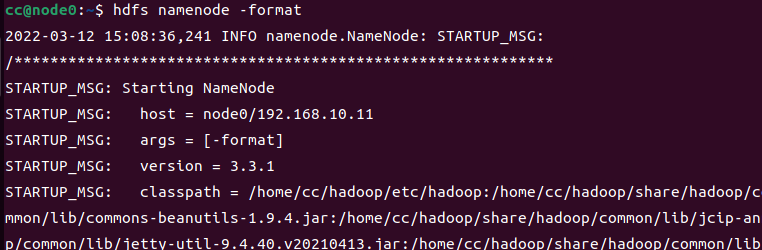 cc@node0:~$ hdfs namenode -format
2022-03-12 15:08:36,241 INFO namenode.NameNode: STARTUP_MSG:
/************************************************************
STARTUP_MSG: Starting NameNode
STARTUP_MSG:   host = node0/192.168.10.11
STARTUP_MSG:   args = [-format]
STARTUP_MSG:   version = 3.3.1
STARTUP_MSG:   classpath = /home/cc/hadoop/etc/hadoop:/home/cc/hadoop/share/hadoop/co
mmon/lib/commons-beanutils-1.9.4.jar:/home/cc/hadoop/share/hadoop/common/lib/jcip-an
p/common/lib/jetty-util-9.4.40.v20210413.jar:/home/cc/hadoop/share/hadoop/common/lib